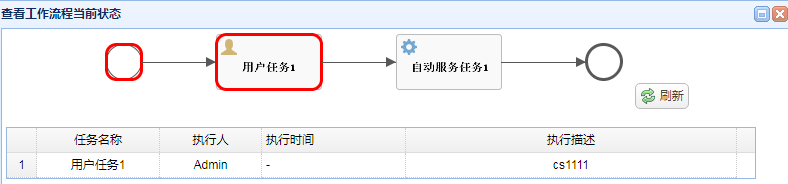 查看工作流程当前状态
用户任务1
自动服务任务1
刷新
任务名称 执行人 执行时间 执行描述
1 用户任务1 Admin - cs1111